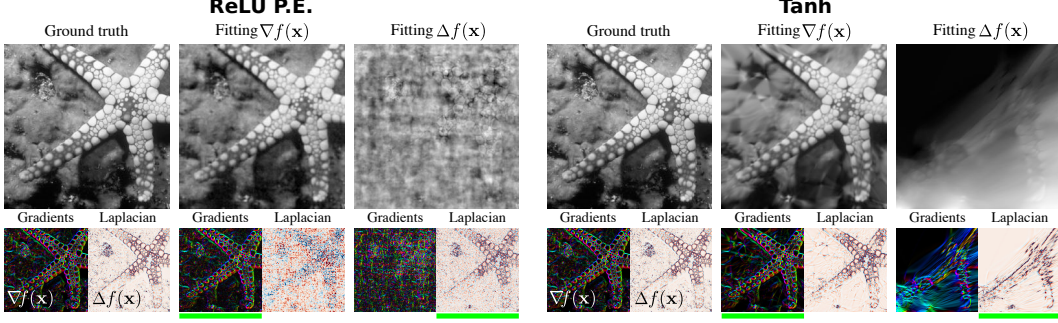 ReLU P.E.
Tanh
Ground truth
Fitting ∇f(x)
Fitting Δf(x)
Ground truth
Fitting ∇f(x)
Fitting Δf(x)
Gradients Laplacian
Gradients Laplacian
Gradients Laplacian
Gradients Laplacian
Gradients Laplacian
Gradients Laplacian
∇f(x) Δf(x)
∇f(x) Δf(x)